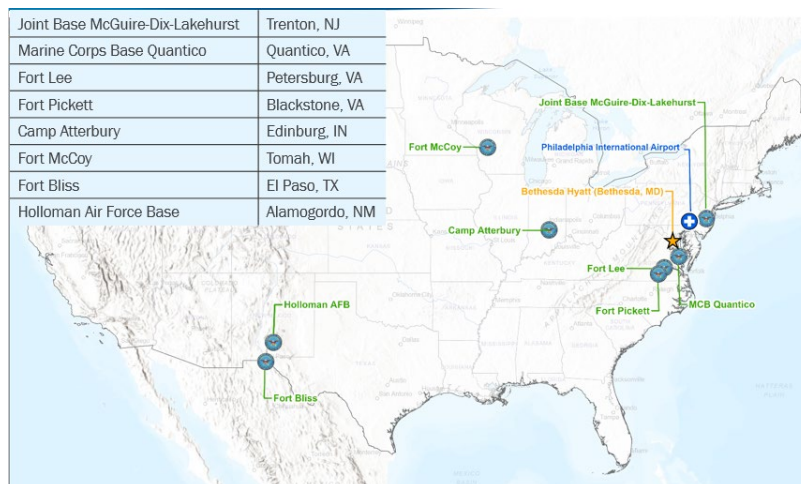 Joint Base McGuire-Dix-Lakehurst Trenton, NJ
Marine Corps Base Quantico Quantico, VA
Fort Lee Petersburg, VA
Fort Pickett Blackstone, VA
Camp Atterbury Edinburg, IN
Fort McCoy Tomah, WI
Fort Bliss El Paso, TX
Holloman Air Force Base Alamogordo, NM
Joint Base McGuire-Dix-Lakehurst
Fort McCoy
Philadelphia International Airport
Bethesda Hyatt (Bethesda, MD)
Camp Atterbury
Fort Lee
Holloman AFB
MCB Quantico
Fort Pickett
Fort Bliss